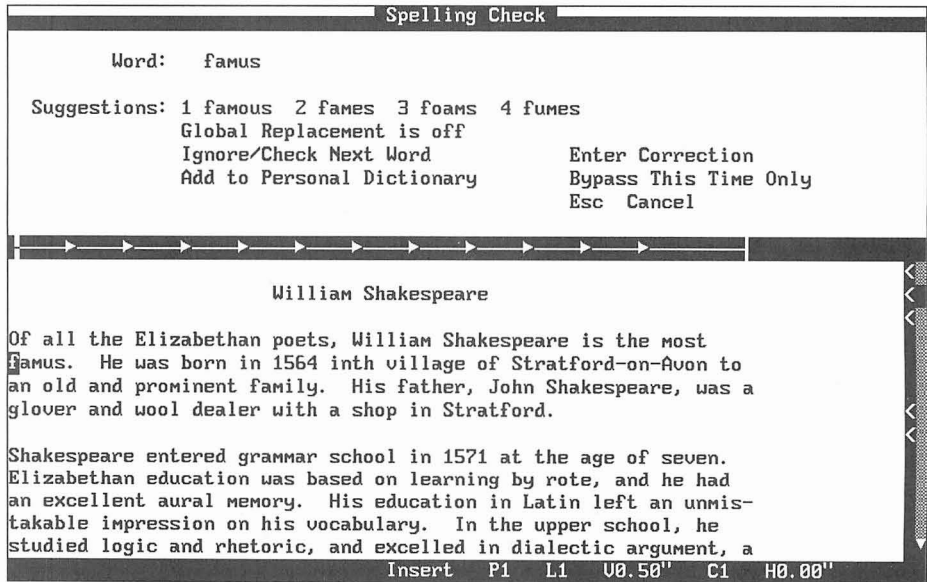 Spelling Check
Word: famus
Suggestions: 1 famous 2 fames 3 foams 4 fumes
Global Replacement is off
Ignore/Check Next Word Enter Correction
Add to Personal Dictionary Bypass This Time Only
Esc Cancel
William Shakespeare
Of all the Elizabethan poets, William Shakespeare is the most
famus. He was born in 1564 inth village of Stratford-on-Avon to
an old and prominent family. His father, John Shakespeare, was a
glover and wool dealer with a shop in Stratford.
Shakespeare entered grammar school in 1571 at the age of seven.
Elizabethan education was based on learning by rote, and he had
an excellent aural memory. His education in Latin left an unmis-
takable impression on his vocabulary. In the upper school, he
studied logic and rhetoric, and excelled in dialectic argument, a
Insert P1 L1 V0.50" C1 H0.00"